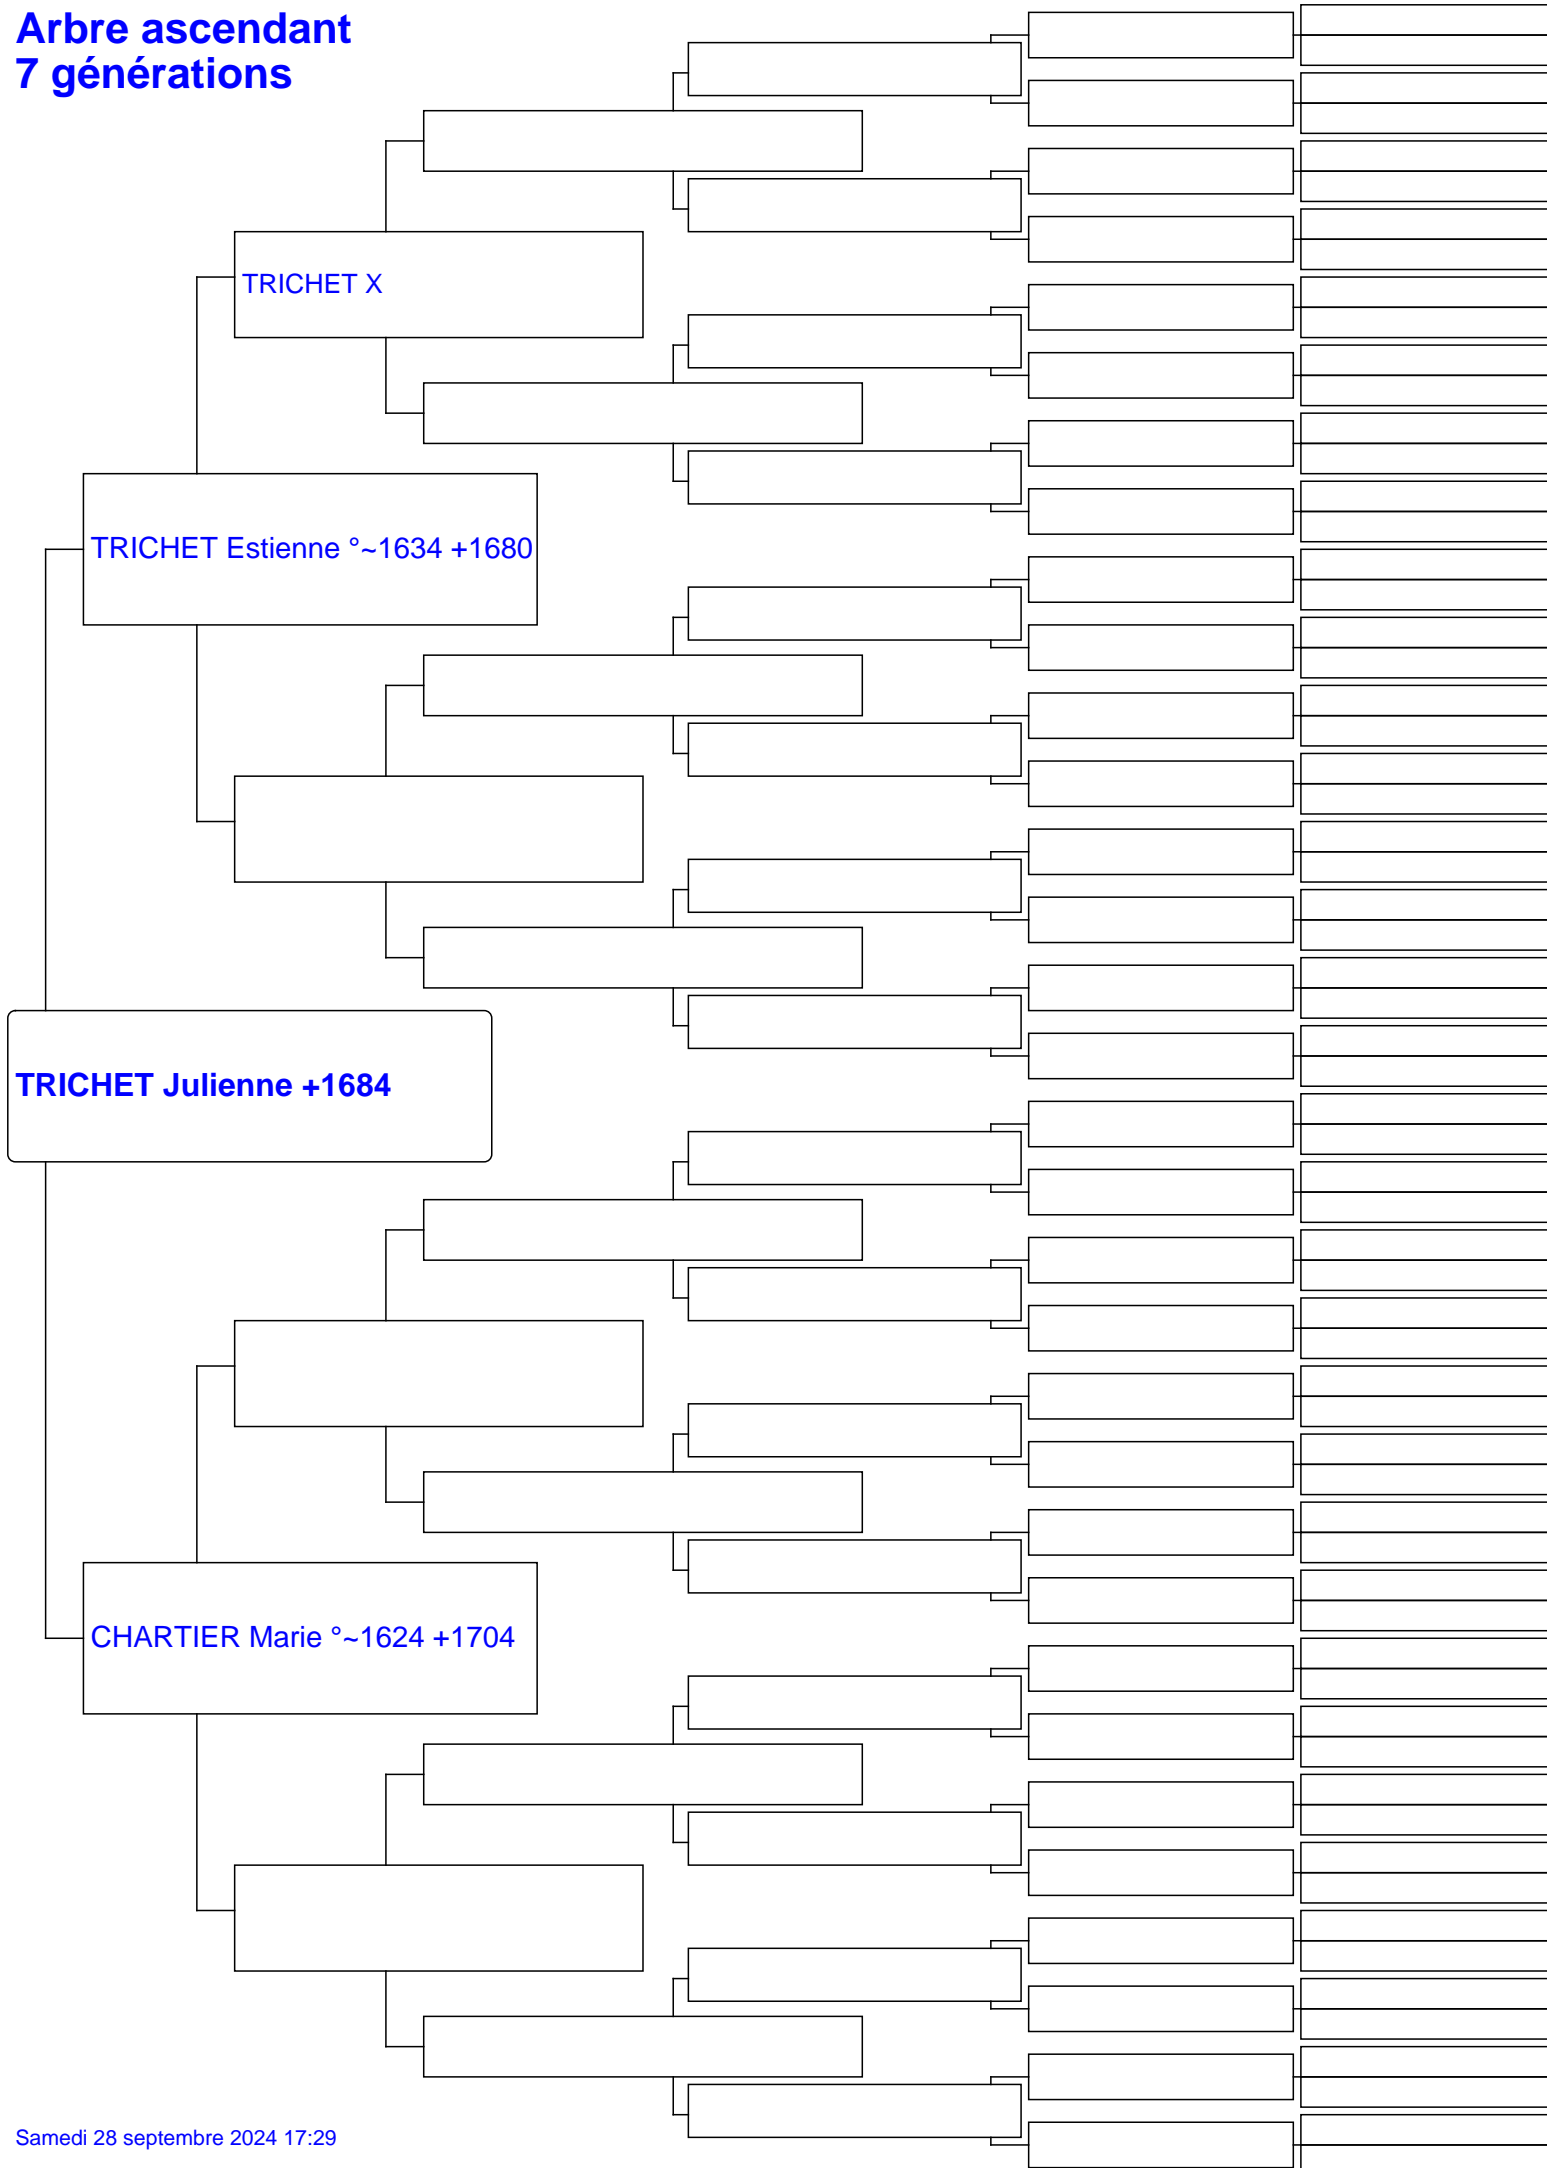 Arbre ascendant
7 générations
TRICHET X
TRICHET Estienne °~1634 +1680
TRICHET Julienne +1684
CHARTIER Marie °~1624 +1704
Samedi 28 septembre 2024 17:29